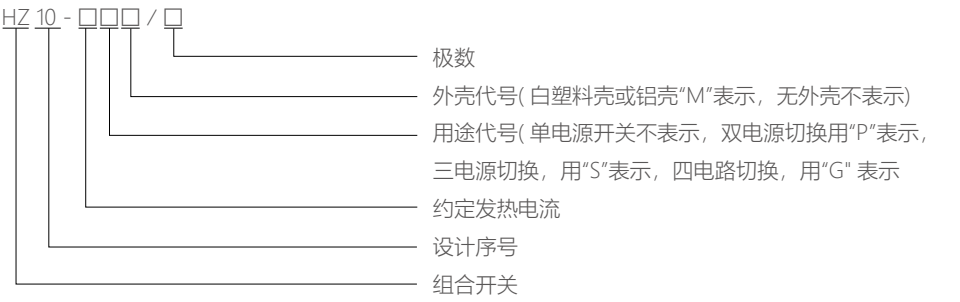 HZ 10 - □□□ / □
极数
外壳代号( 白塑料壳或铝壳“M”表示，无外壳不表示)
用途代号( 单电源开关不表示，双电源切换用“P”表示，
三电源切换，用“S”表示，四电路切换，用“G" 表示
约定发热电流
设计序号
组合开关